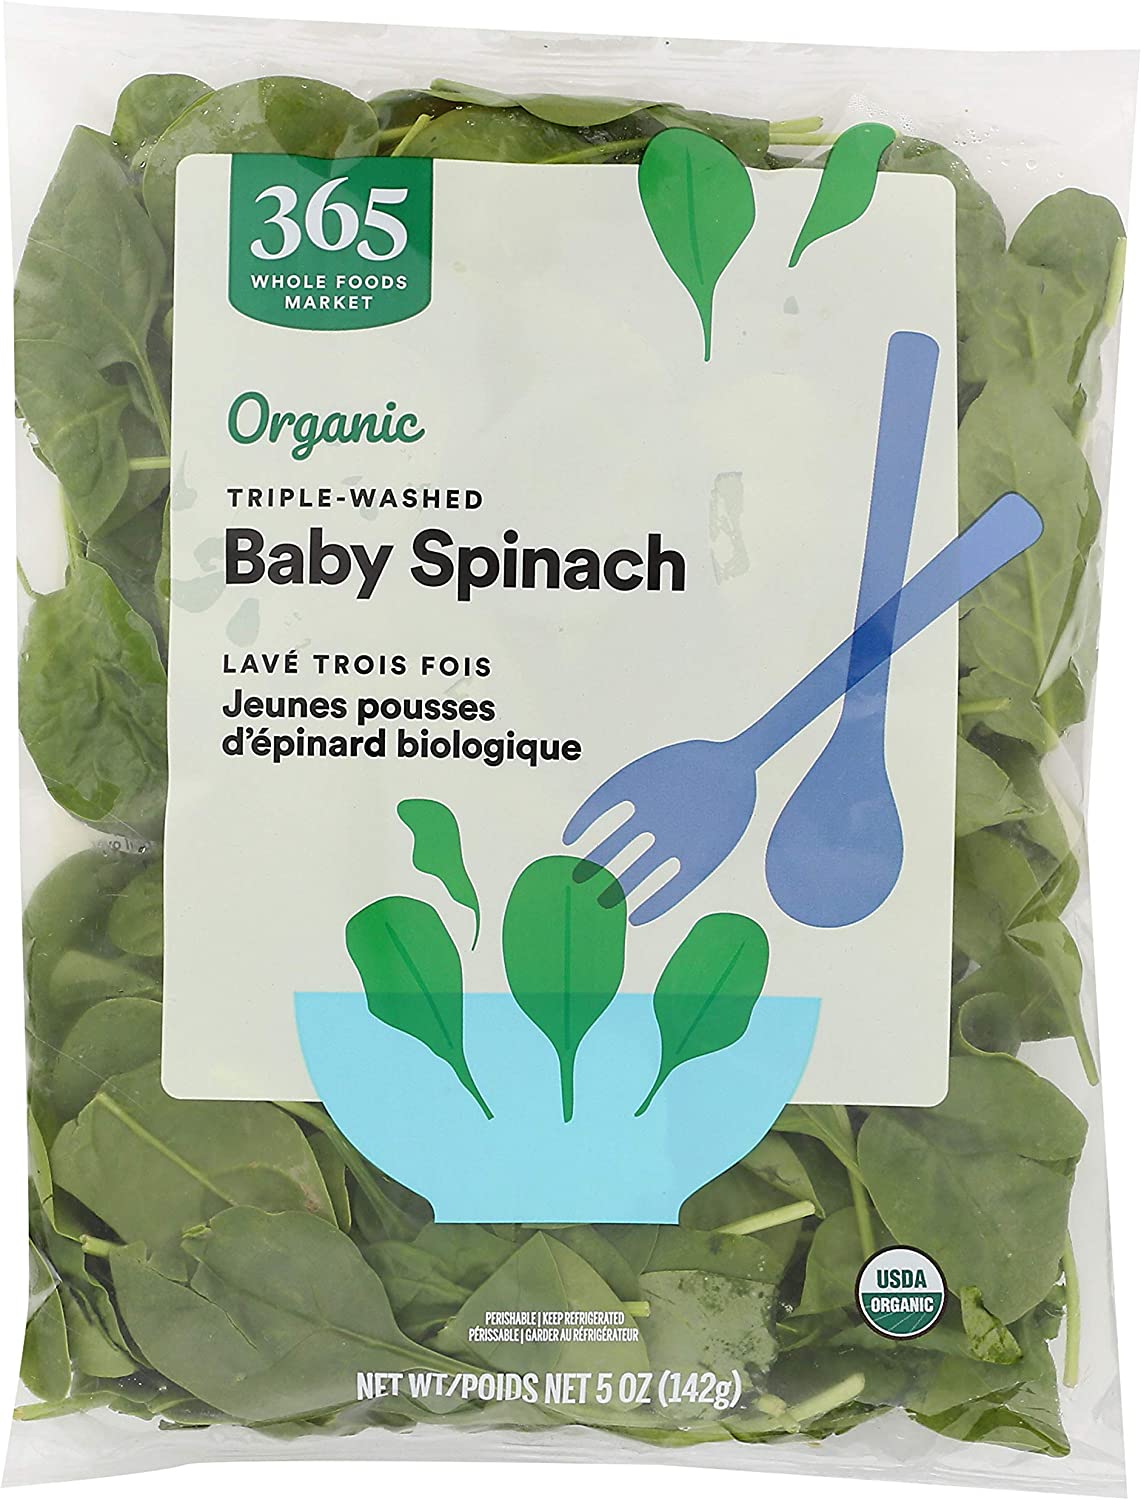 365
WHOLE FOODS
MARKET
Organic
TRIPLE-WASHED
Baby Spinach
LAVÉ TROIS FOIS
Jeunes pousses
d'épinard biologique
USDA
ORGANIC
PERISHABLE | KEEP REFRIGERATED
PÉRISSABLE | GARDER AU RÉFRIGÉRATEUR
NET WT/POIDS NET 5 OZ (142g)